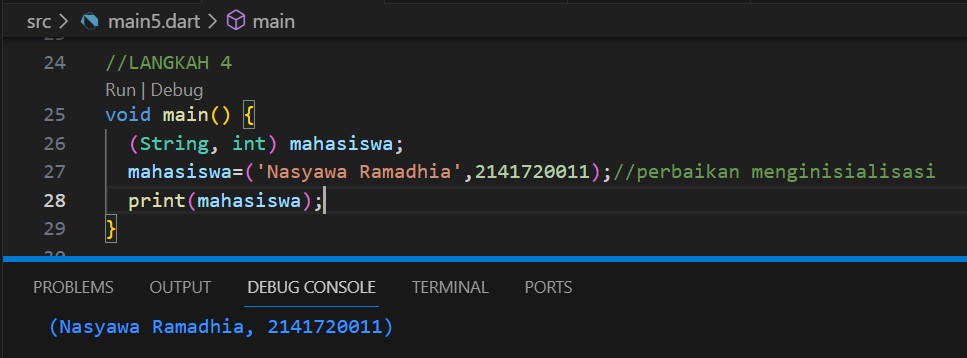 src > main5.dart > main
24 //LANGKAH 4
Run | Debug
25 void main() {
26 (String, int) mahasiswa;
27 mahasiswa=('Nasyawa Ramadhia',2141720011);//perbaikan menginisialisasi
28 print(mahasiswa);
29 }
PROBLEMS OUTPUT DEBUG CONSOLE TERMINAL PORTS
(Nasyawa Ramadhia, 2141720011)